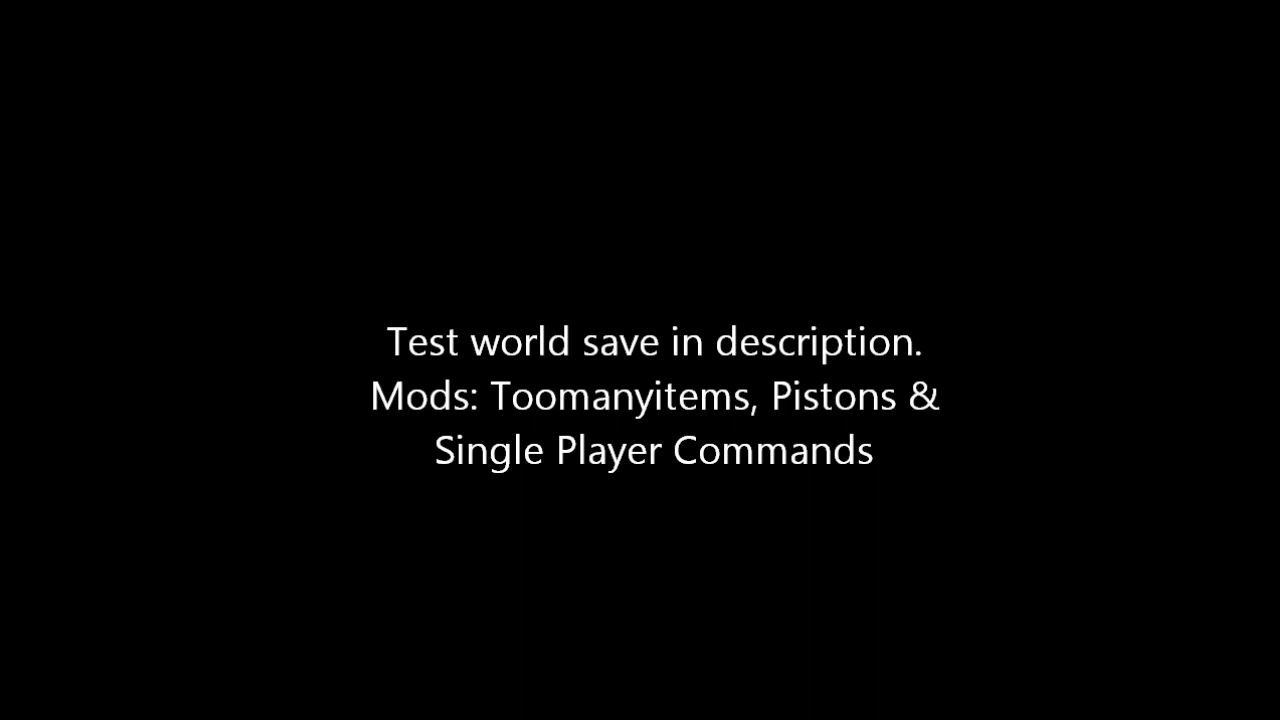 Test world save in description.
Mods: Toomanyitems, Pistons &
Single Player Commands